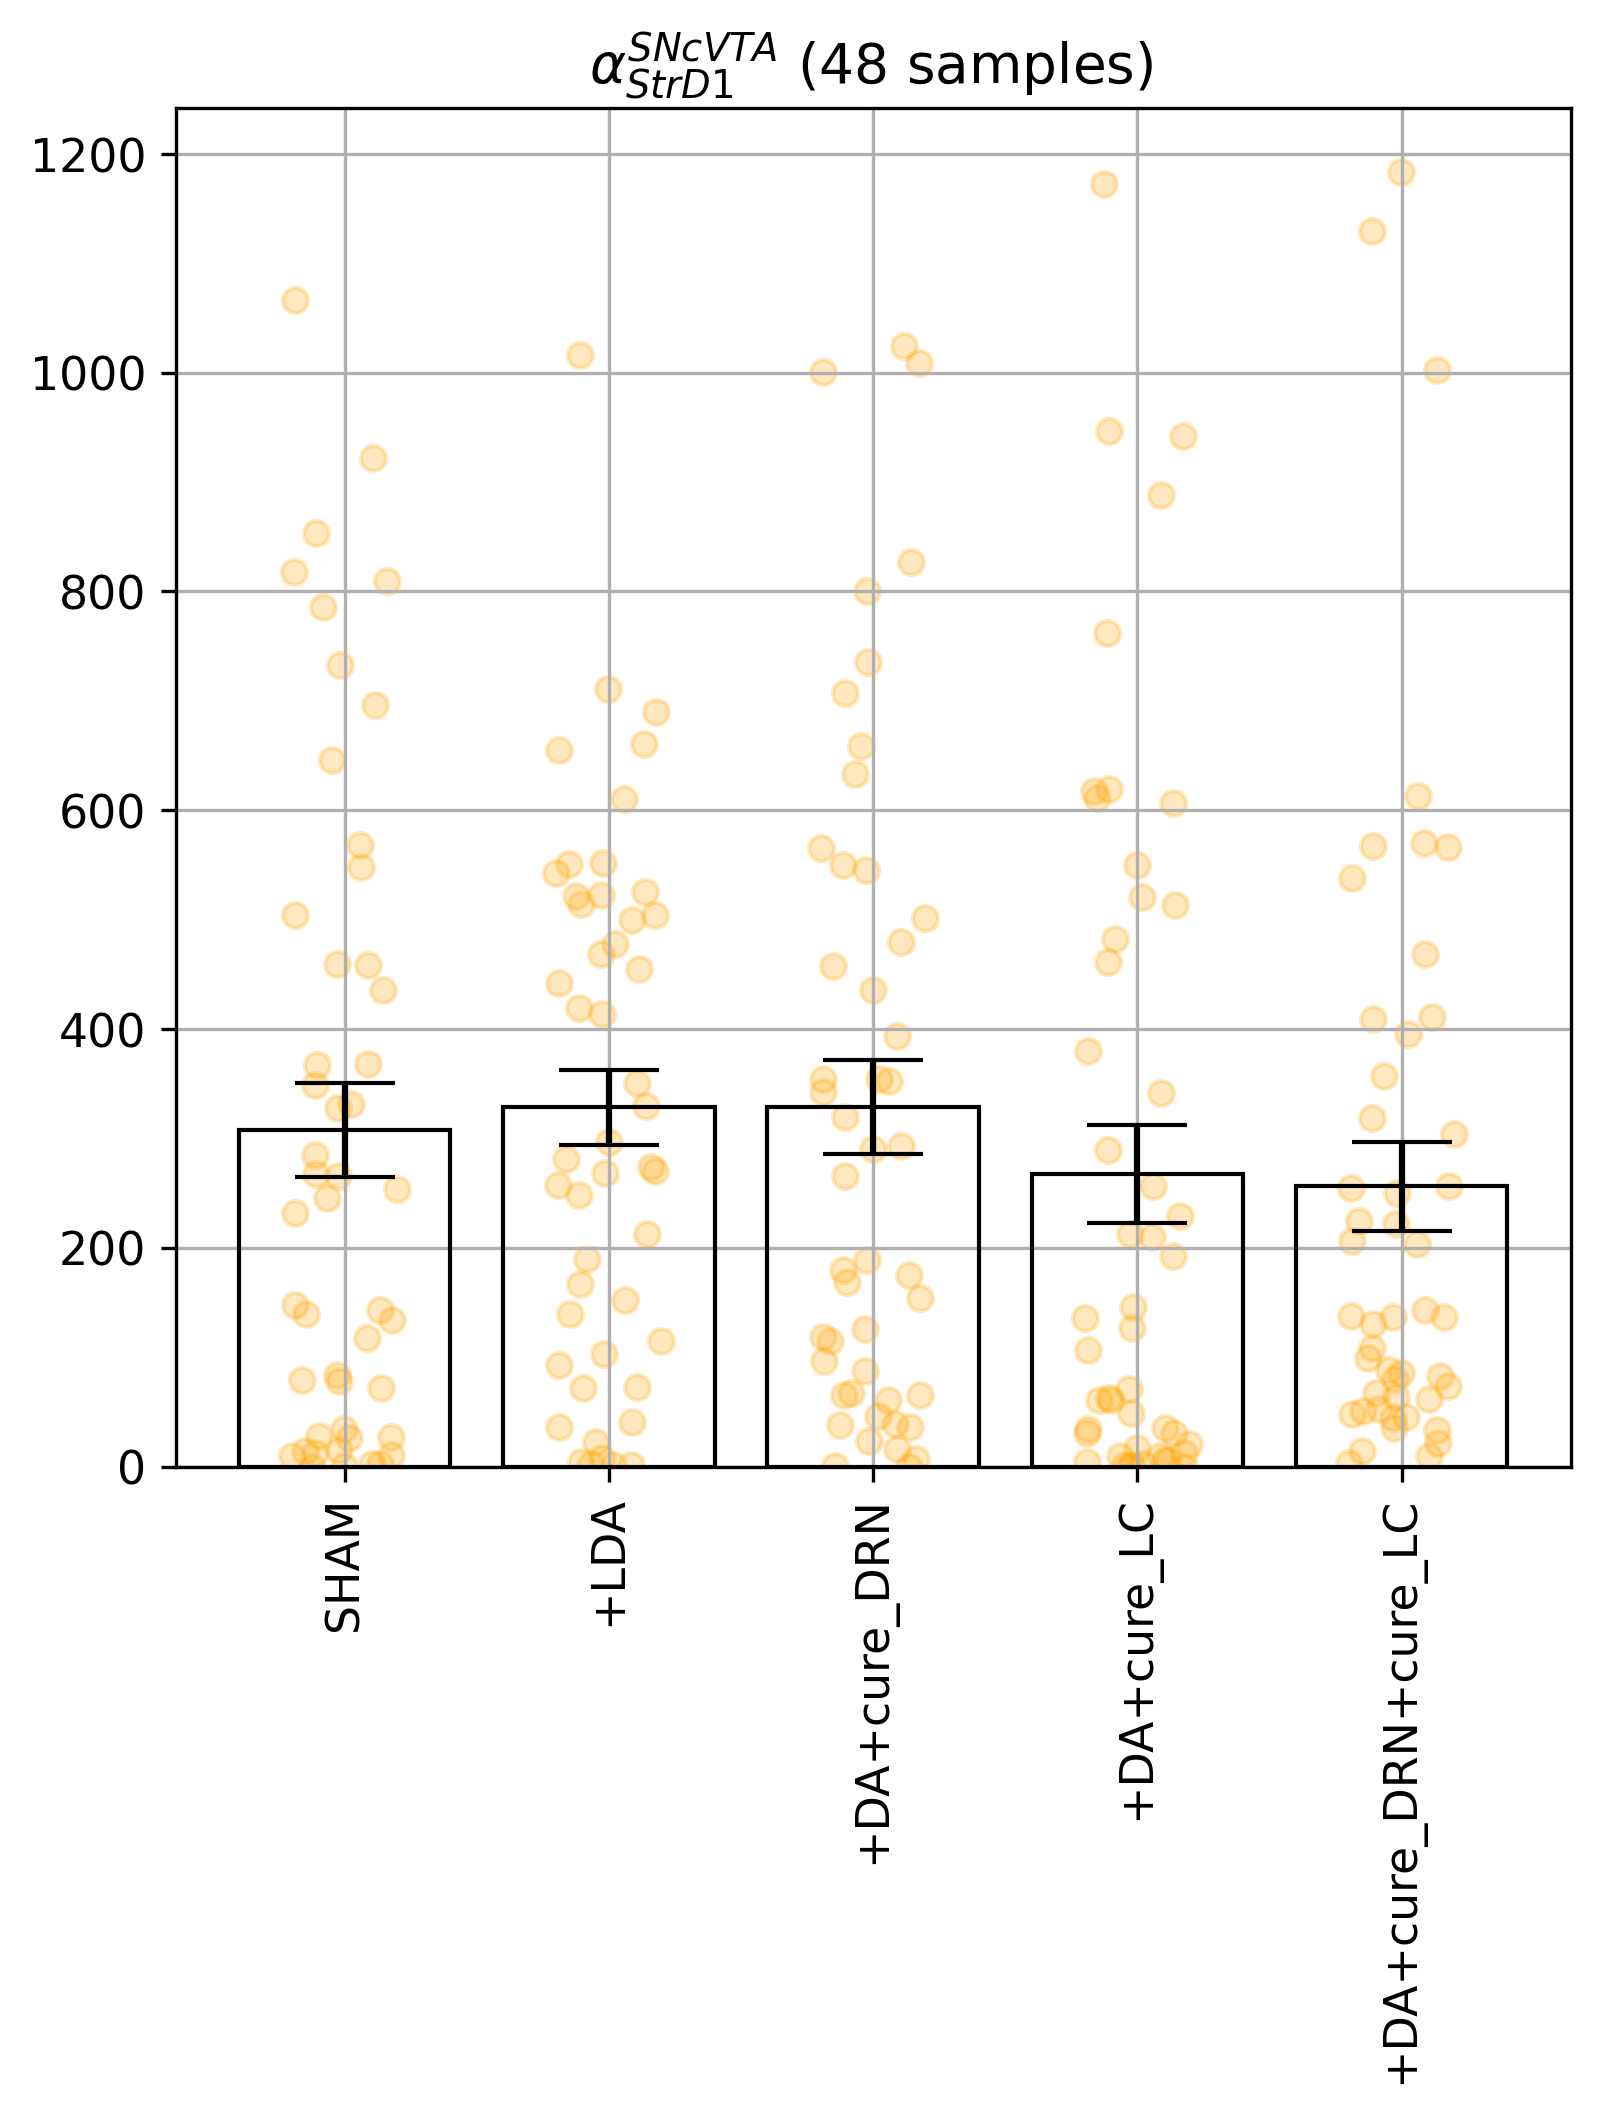 α_{StrD1}^{SNcVTA} (48 samples)
1200
1000
800
600
400
200
0
SHAM
+LDA
+DA+cure_DRN
+DA+cure_LC
+DA+cure_DRN+cure_LC